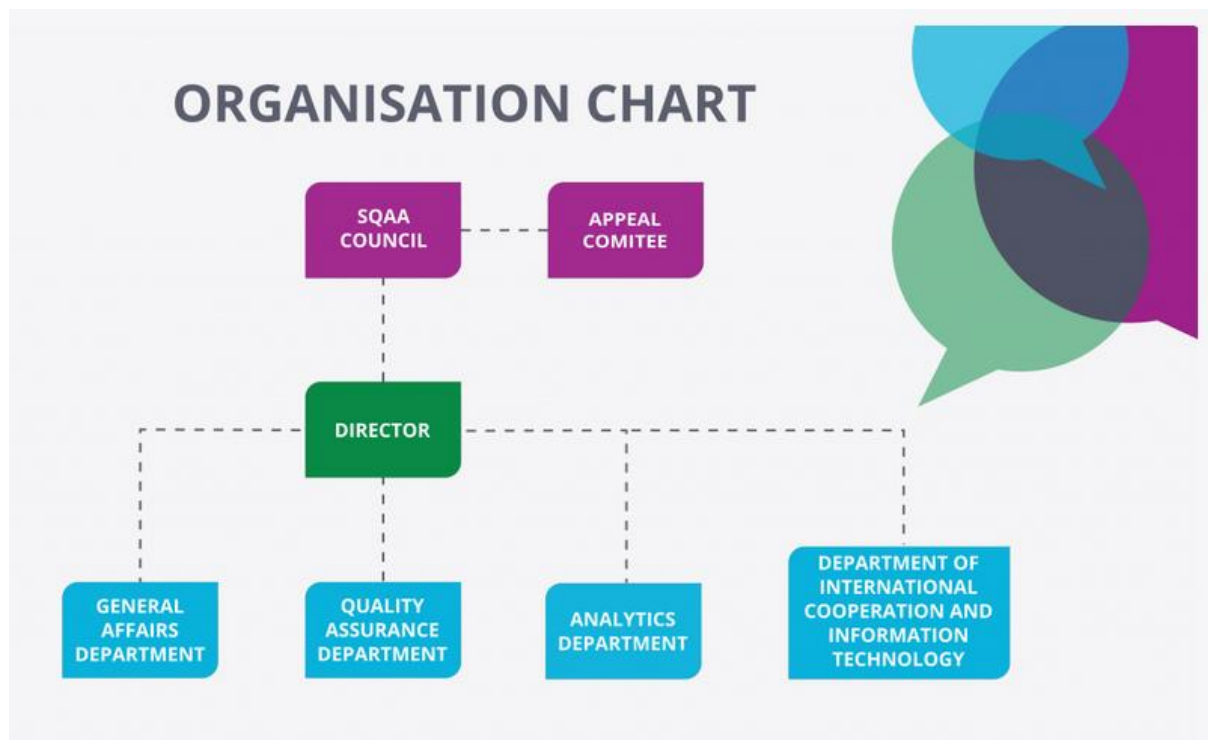 ORGANISATION CHART
SQAA
COUNCIL
APPEAL
COMITEE
DIRECTOR
GENERAL
AFFAIRS
DEPARTMENT
QUALITY
ASSURANCE
DEPARTMENT
ANALYTICS
DEPARTMENT
DEPARTMENT OF
INTERNATIONAL
COOPERATION AND
INFORMATION
TECHNOLOGY